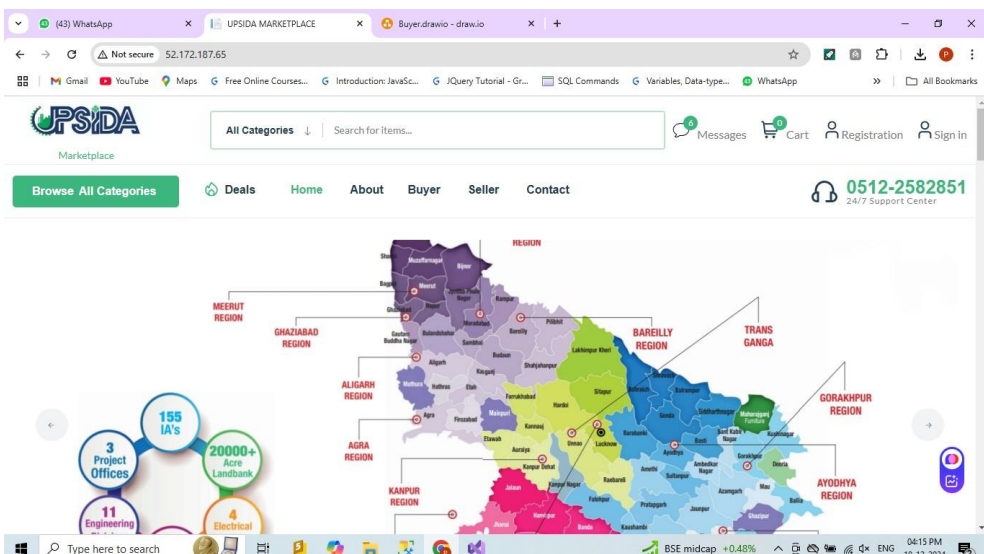 (43) WhatsApp
UPSIDA MARKETPLACE
Buyer.drawio - draw.io
Not secure
52.172.187.65
Gmail
YouTube
Maps
Free Online Courses...
Introduction: JavaSc...
JQuery Tutorial - Gr...
SQL Commands
Variables, Data-type...
WhatsApp
All Bookmarks
UPSIDA
Marketplace
All Categories
Search for items...
6
Messages
0
Cart
Registration
Sign in
Browse All Categories
Deals
Home
About
Buyer
Seller
Contact
0512-2582851
24/7 Support Center
REGION
MEERUT
REGION
GHAZIABAD
REGION
ALIGARH
REGION
AGRA
REGION
KANPUR
REGION
BAREILLY
REGION
TRANS
GANGA
GORAKHPUR
REGION
AYODHYA
REGION
Muzaffarnagar
Bijnor
Meerut
Rampur
Moradabad
Bareilly
Pilibhit
Gautam
Buddha Nagar
Bulandshahar
Sambhal
Budaun
Shahjahanpur
Lakhimpur Kheri
Aligarh
Kasganj
Mathura
Hathras
Etah
Farrukhabad
Hardoi
Sitapur
Agra
Firozabad
Mainpuri
Kannauj
Etawah
Auraiya
Unnao
Lucknow
Barabanki
Gonda
Balrampur
Siddharthnagar
Maharajganj
Furniture
Basti
Sant Kabir
Nagar
Kushinagar
Gorakhpur
Deoria
Ayodhya
Ambedkar
Nagar
Sultanpur
Amethi
Raebareli
Kanpur Dehat
Kanpur Nagar
Fatehpur
Pratapgarh
Jaunpur
Azamgarh
Mau
Ballia
Ghazipur
Kaushambi
Jalaun
Jhansi
Hamirpur
Banda
155
IA's
3
Project
Offices
20000+
Acre
Landbank
11
Engineering
4
Electrical
Type here to search
BSE midcap +0.48%
ENG
04:15 PM